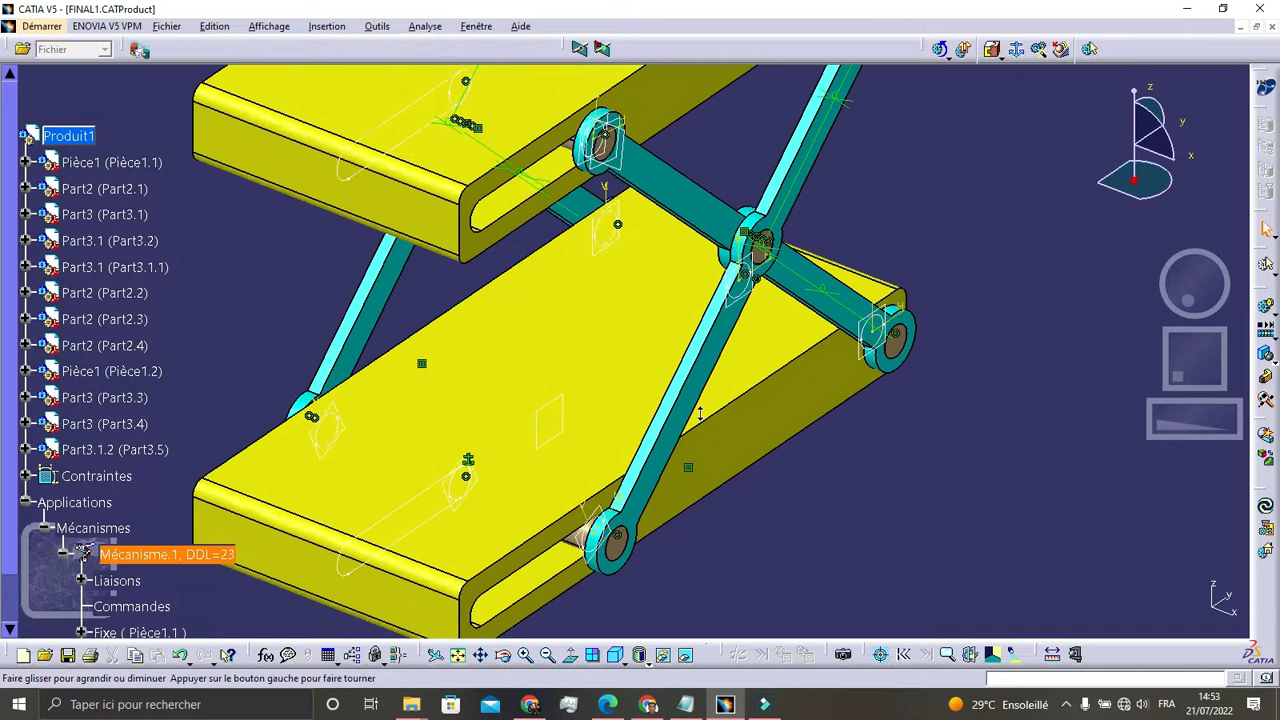 CATIA V5 - [FINAL1.CATProduct]
Démarrer ENOVIA V5 VPM Fichier Edition Affichage Insertion Outils Analyse Fenêtre Aide
Fichier
Produit1
Pièce1 (Pièce1.1)
Part2 (Part2.1)
Part3 (Part3.1)
Part3.1 (Part3.2)
Part3.1 (Part3.1.1)
Part2 (Part2.2)
Part2 (Part2.3)
Part2 (Part2.4)
Pièce1 (Pièce1.2)
Part3 (Part3.3)
Part3 (Part3.4)
Part3.1.2 (Part3.5)
Contraintes
Applications
Mécanismes
Mécanisme.1, DDL=23
Liaisons
Commandes
Fixe ( Pièce1.1 )
z
y
x
z
y
x
f(x)
CATIA
Faire glisser pour agrandir ou diminuer Appuyer sur le bouton gauche pour faire tourner
Taper ici pour rechercher
29°C Ensoleillé
FRA
14:53
21/07/2022